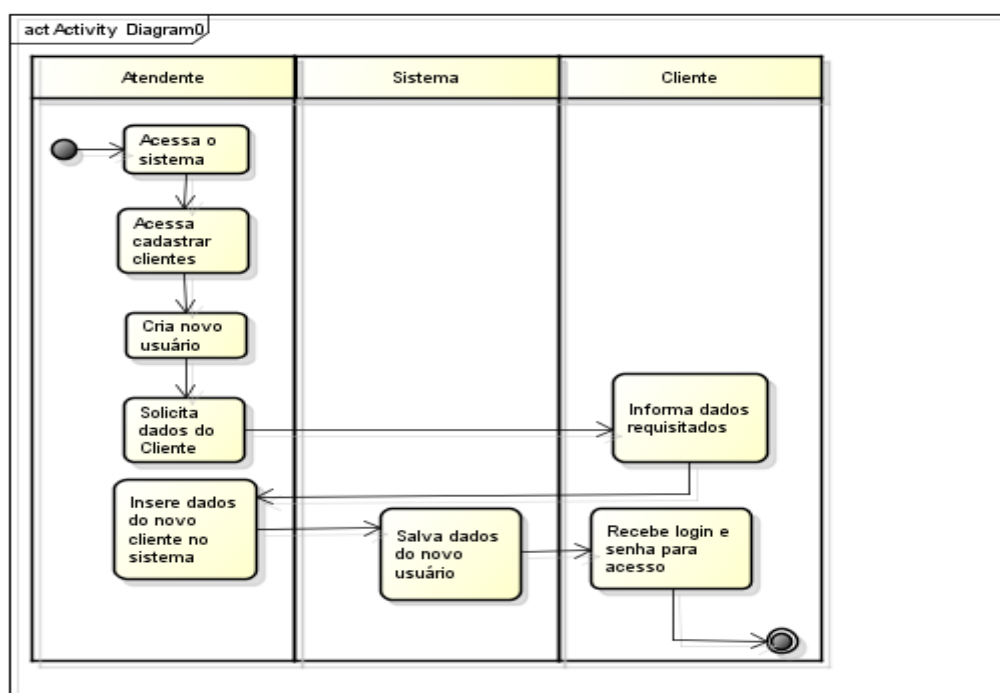 act Activity Diagram0
Atendente
Sistema
Cliente
Acessa o
sistema
Acessa
cadastrar
clientes
Cria novo
usuário
Solicita
dados do
Cliente
Informa dados
requisitados
Insere dados
do novo
cliente no
sistema
Salva dados
do novo
usuário
Recebe login e
senha para
acesso